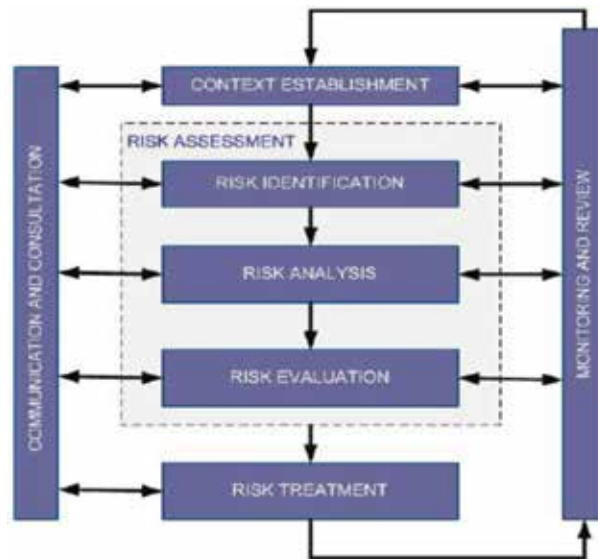 CONTEXT ESTABLISHMENT
RISK ASSESSMENT
RISK IDENTIFICATION
RISK ANALYSIS
RISK EVALUATION
RISK TREATMENT
COMMUNICATION AND CONSULTATION
MONITORING AND REVIEW